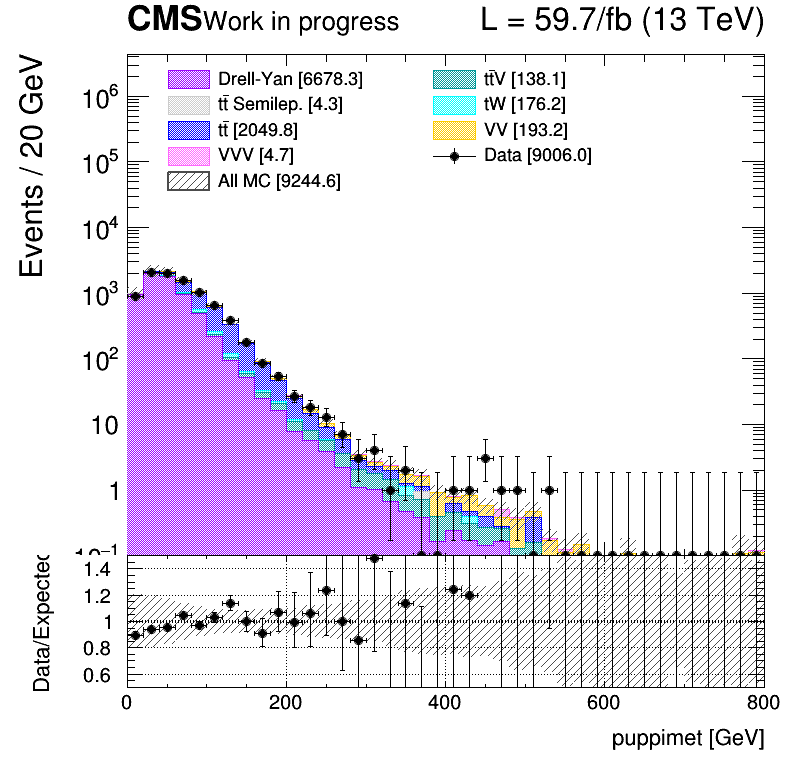 CMS Work in progress L = 59.7/fb (13 TeV)
Events / 20 GeV
Drell-Yan [6678.3]
tt̄ Semilep. [4.3]
tt̄ [2049.8]
VVV [4.7]
All MC [9244.6]
tt̄V [138.1]
tW [176.2]
VV [193.2]
Data [9006.0]
10⁶
10⁵
10⁴
10³
10²
10
1
10⁻¹
Data/Expected
1.4
1.2
1
0.8
0.6
0 200 400 600 800
puppimet [GeV]